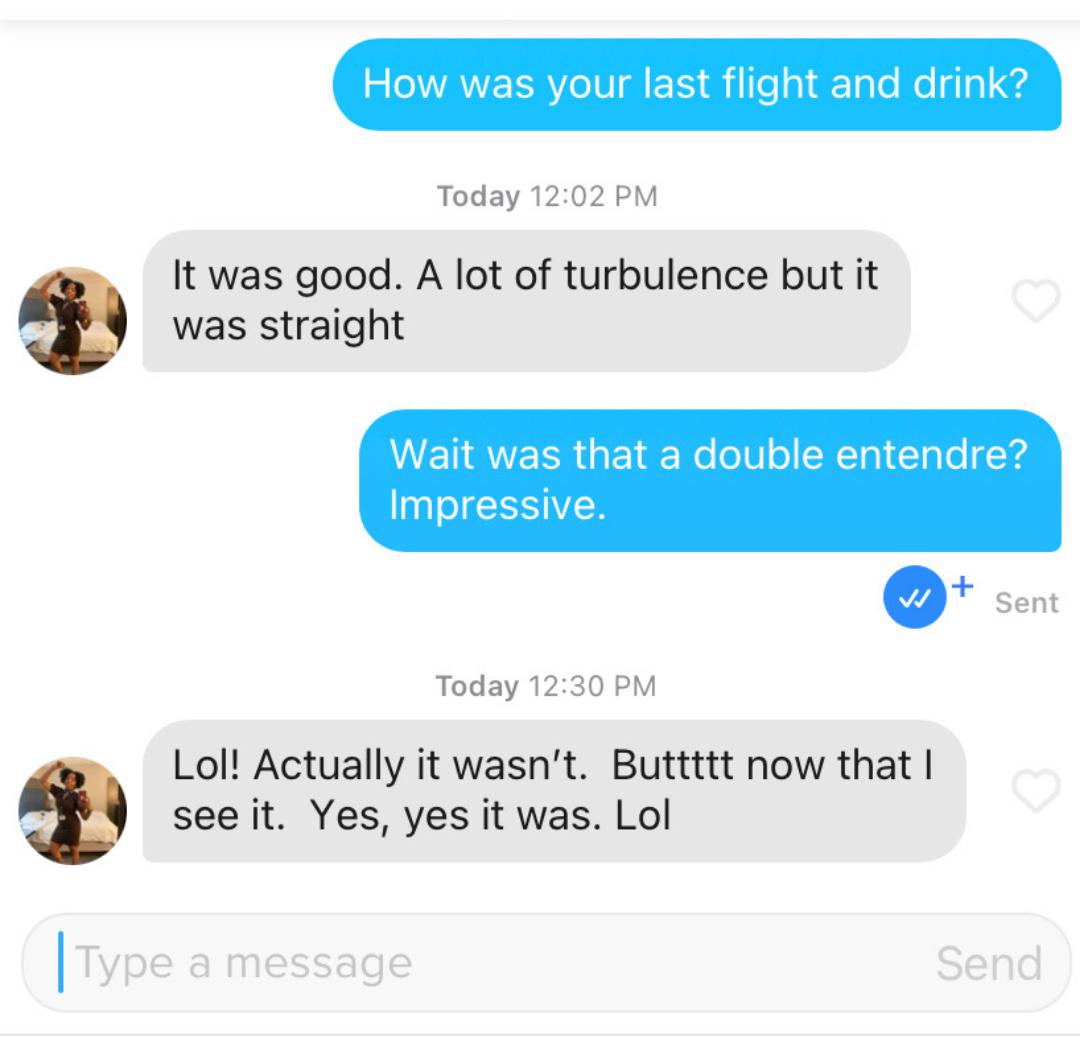 How was your last flight and drink?
Today 12:02 PM
It was good. A lot of turbulence but it
was straight
Wait was that a double entendre?
Impressive.
Sent
Today 12:30 PM
Lol! Actually it wasn’t.  Buttttt now that I
see it.  Yes, yes it was. Lol
Type a message
Send